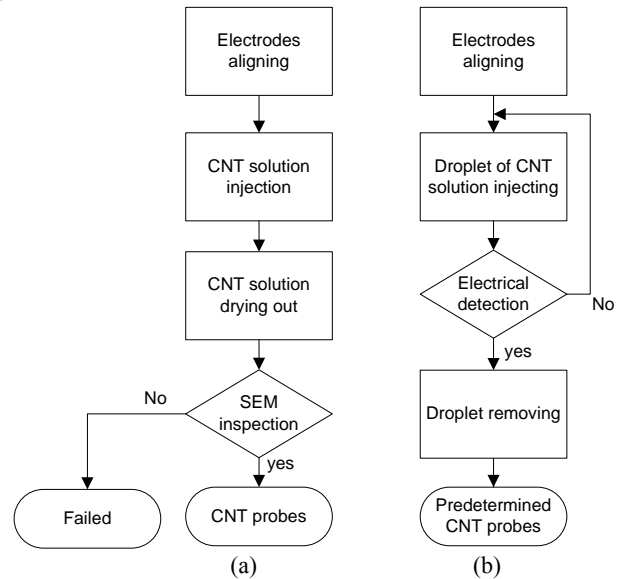 Electrodes
aligning
CNT solution
injection
CNT solution
drying out
SEM
inspection
No
yes
Failed
CNT probes
(a)
Electrodes
aligning
Droplet of CNT
solution injecting
Electrical
detection
No
yes
Droplet removing
Predetermined
CNT probes
(b)